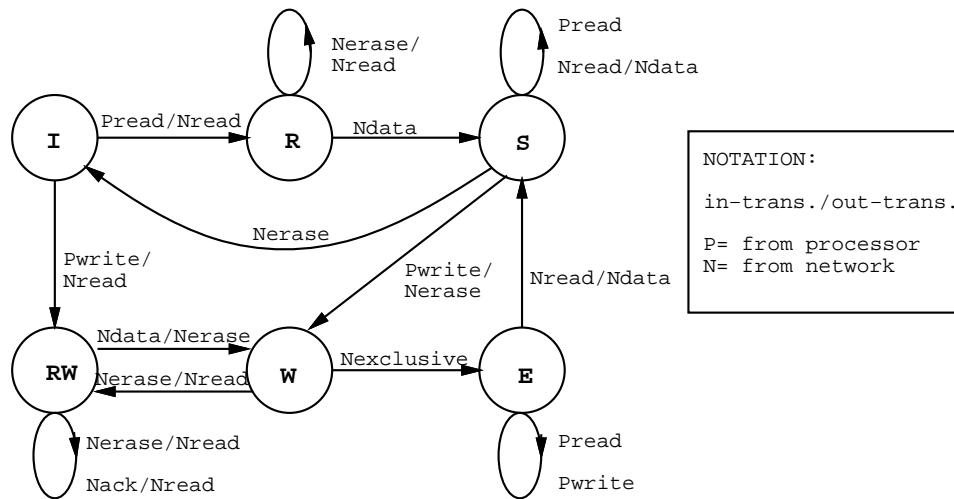 Pread
Nread/Ndata
Nerase/
Nread
I
Pread/Nread
R
Ndata
S
Nerase
Pwrite/
Nread
Pwrite/
Nerase
Nread/Ndata
RW
Ndata/Nerase
Nerase/Nread
W
Nexclusive
E
Nerase/Nread
Nack/Nread
Pread
Pwrite
NOTATION:
in-trans./out-trans.
P= from processor
N= from network